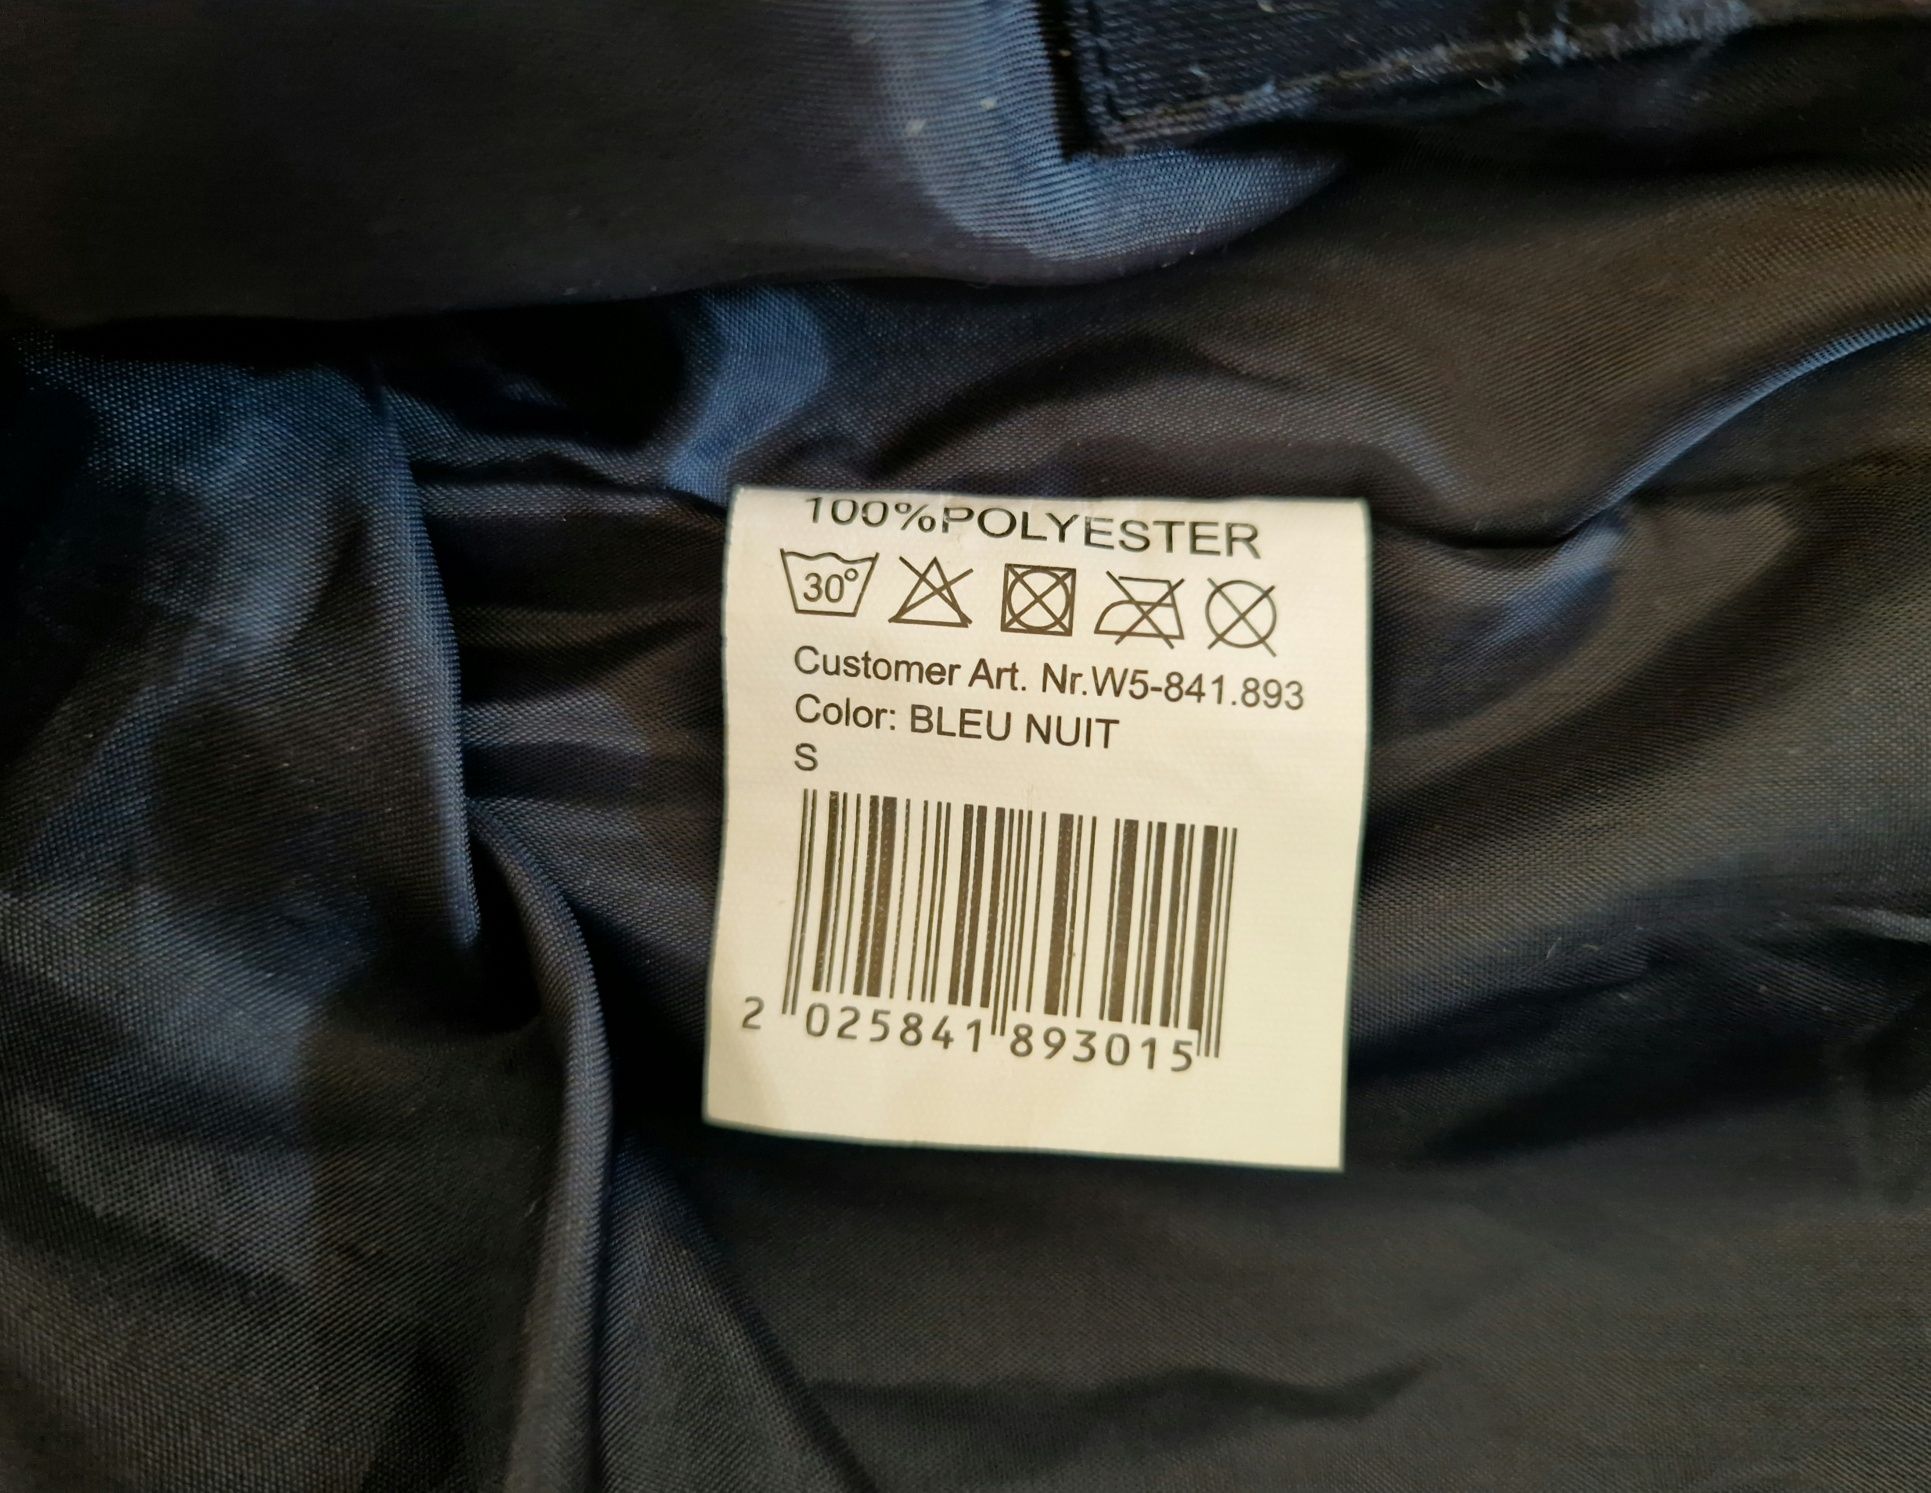 100%POLYESTER
30°
Customer Art. Nr.W5-841.893
Color: BLEU NUIT
S
2 025841 893015